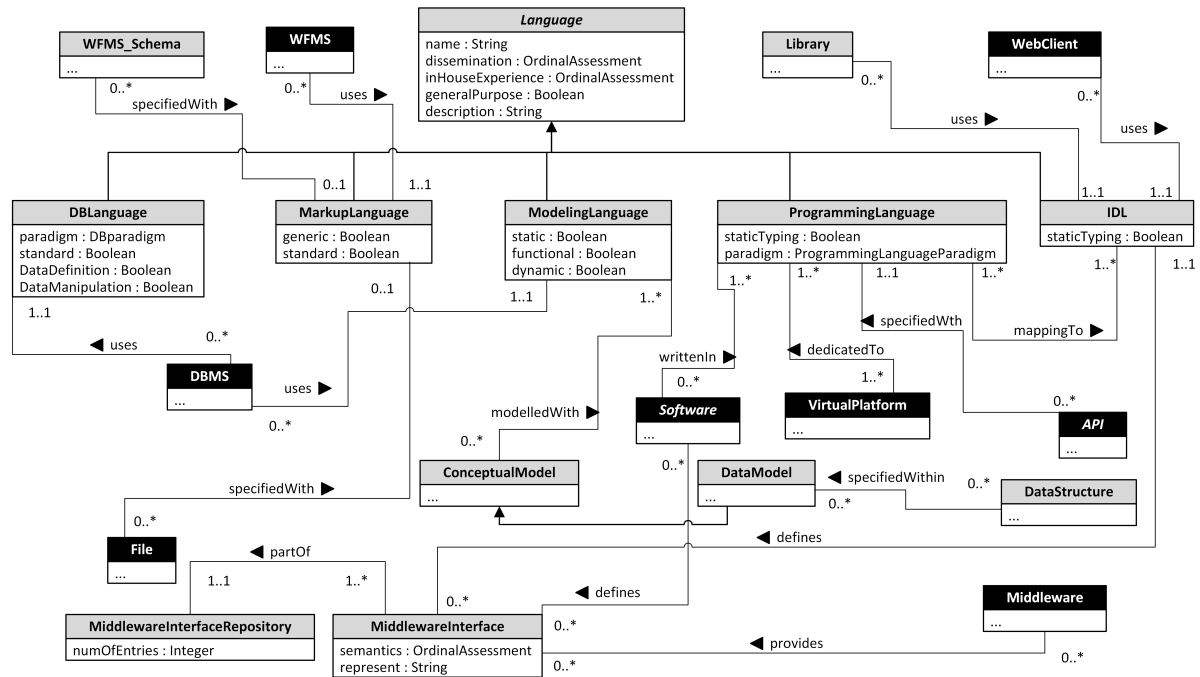 Language
name : String
dissemination : OrdinalAssessment
inHouseExperience : OrdinalAssessment
generalPurpose : Boolean
description : String
WFMS_Schema
...
WFMS
...
Library
...
WebClient
...
0..*
specifiedWith
0..*
uses
0..*
uses
0..*
uses
0..1
1..1
1..1
1..1
DBLanguage
paradigm : DBparadigm
standard : Boolean
DataDefinition : Boolean
DataManipulation : Boolean
MarkupLanguage
generic : Boolean
standard : Boolean
ModelingLanguage
static : Boolean
functional : Boolean
dynamic : Boolean
ProgrammingLanguage
staticTyping : Boolean
paradigm : ProgrammingLanguageParadigm
IDL
staticTyping : Boolean
1..1
0..1
1..1
1..*
1..*
1..*
1..1
1..*
1..*
1..1
uses
0..*
specifiedWth
mappingTo
dedicatedTo
writtenIn
DBMS
...
uses
0..*
0..*
1..*
0..*
modelledWith
0..*
Software
...
VirtualPlatform
...
API
...
0..*
ConceptualModel
...
DataModel
...
specifiedWithin
0..*
0..*
DataStructure
...
specifiedWith
0..*
File
...
defines
partOf
1..1
1..*
0..*
defines
0..*
MiddlewareInterfaceRepository
numOfEntries : Integer
MiddlewareInterface
semantics : OrdinalAssessment
represent : String
Middleware
...
provides
0..*
0..*